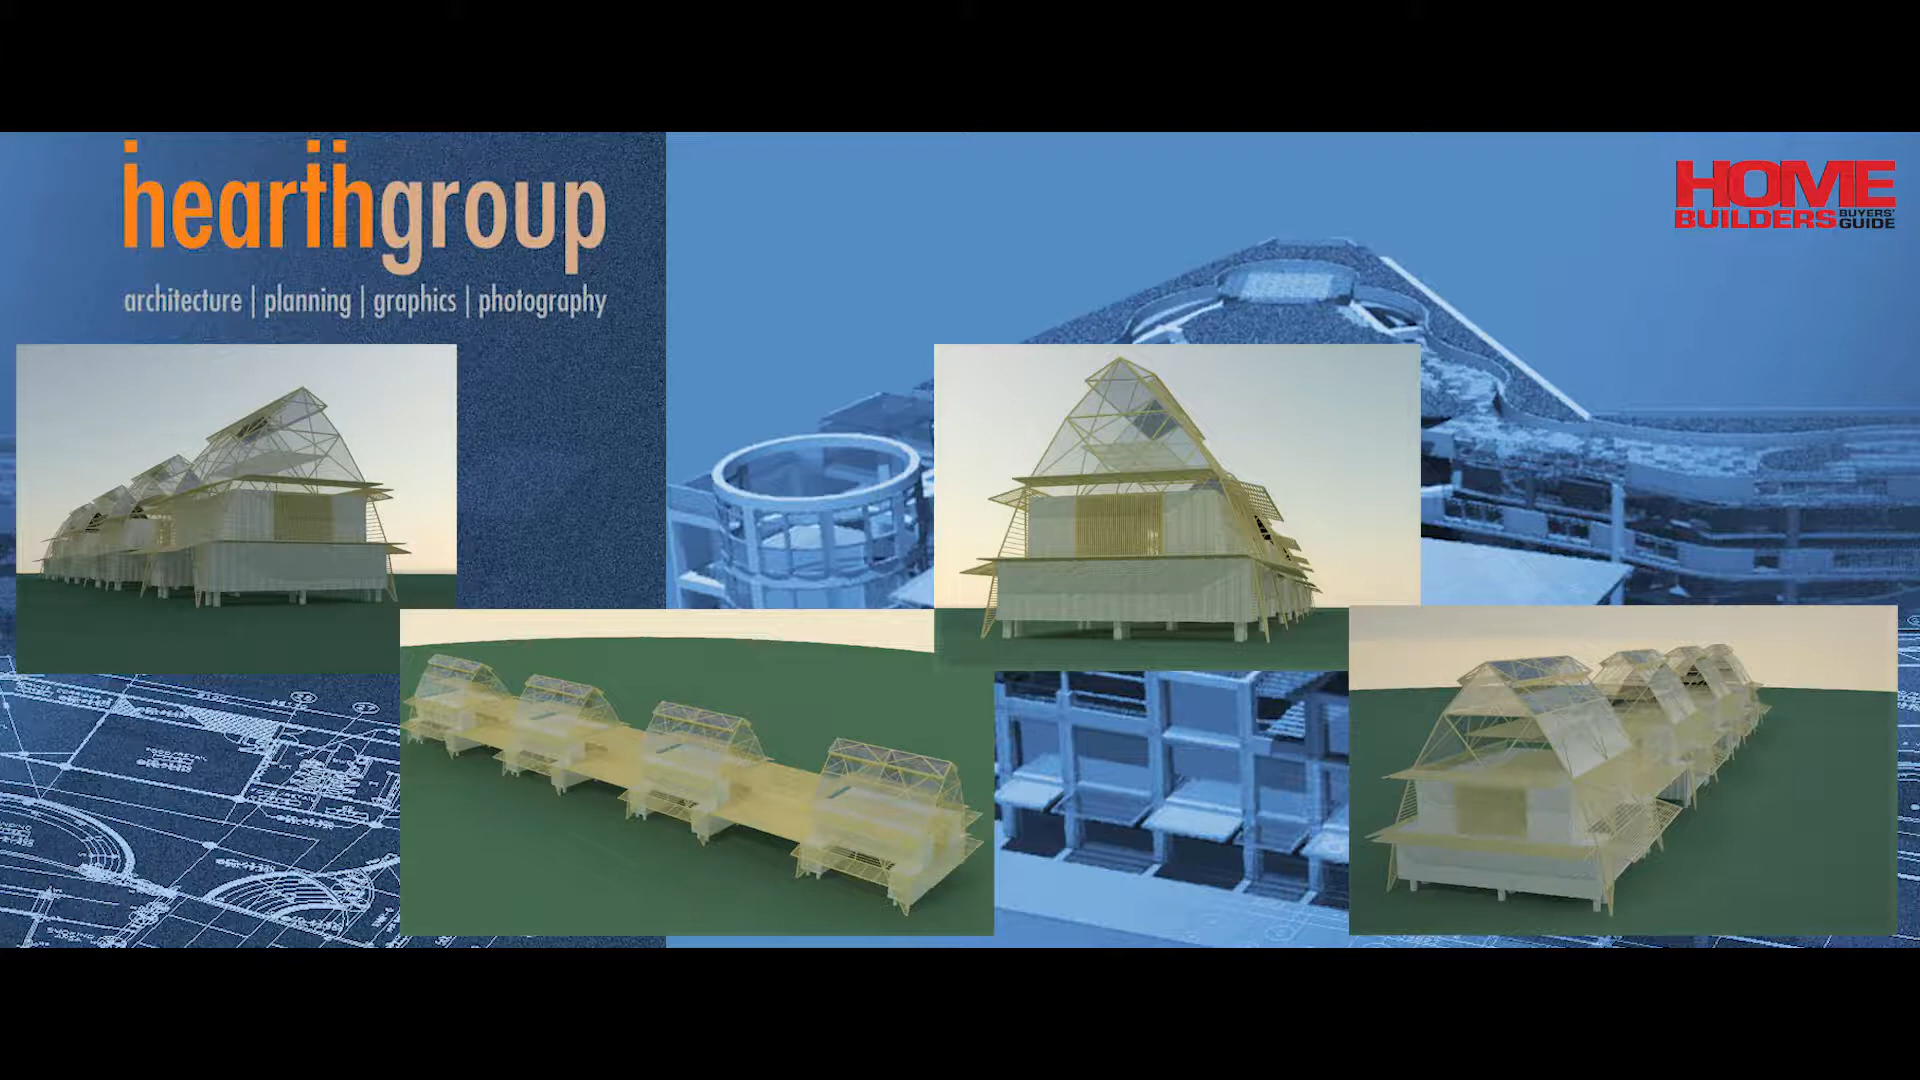 hearthgroup
architecture | planning | graphics | photography
HOME
BUILDERS BUYERS' GUIDE